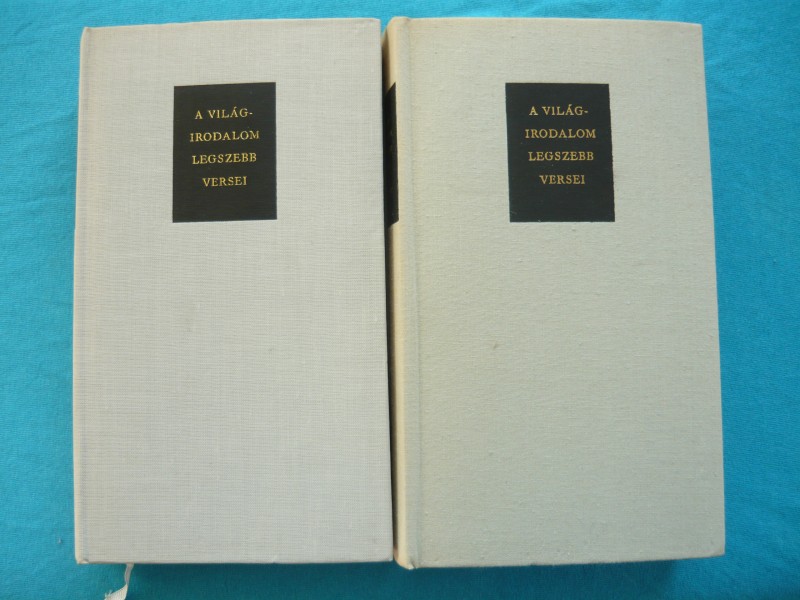 A VILÁG-
IRODALOM
LEGSZEBB
VERSEI
A VILÁG-
IRODALOM
LEGSZEBB
VERSEI